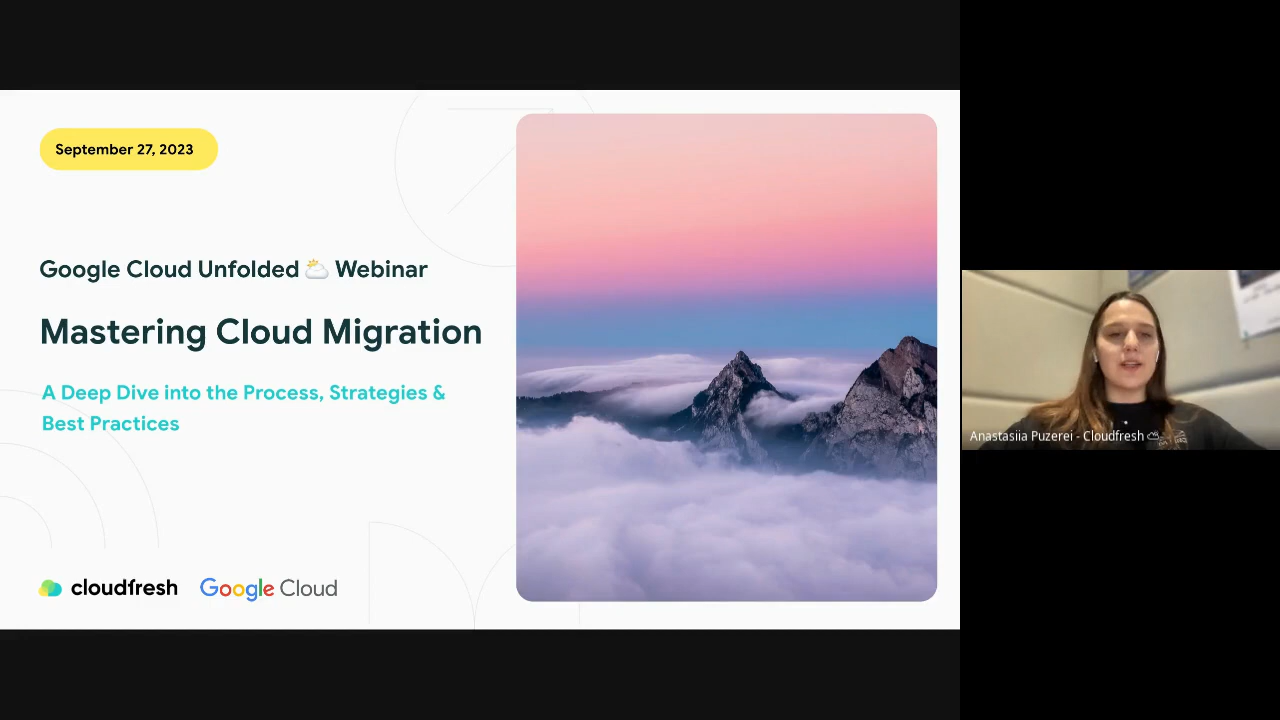 September 27, 2023
Google Cloud Unfolded ⛅ Webinar
Mastering Cloud Migration
A Deep Dive into the Process, Strategies &
Best Practices
cloudfresh Google Cloud
Anastasiia Puzerei - Cloudfresh ⛅